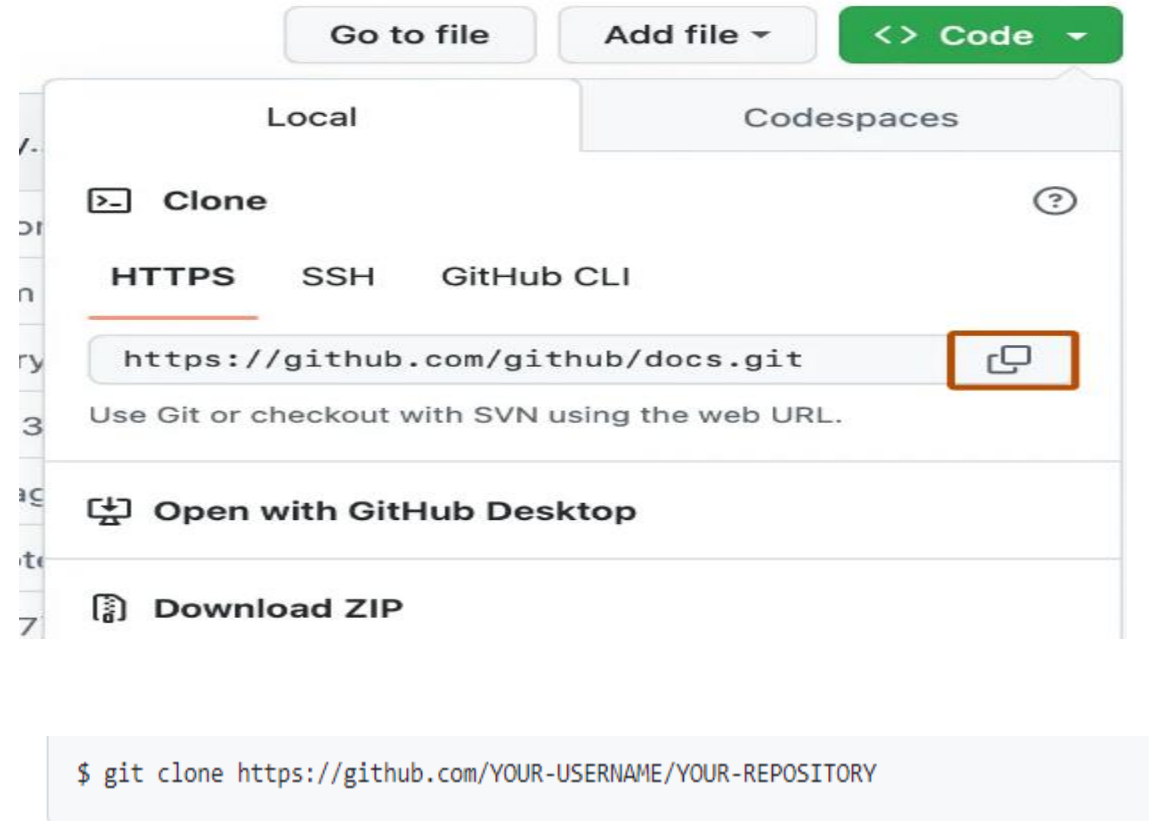 Go to file Add file <> Code
Local Codespaces
Clone
HTTPS SSH GitHub CLI
https://github.com/github/docs.git
Use Git or checkout with SVN using the web URL.
Open with GitHub Desktop
Download ZIP
$ git clone https://github.com/YOUR-USERNAME/YOUR-REPOSITORY